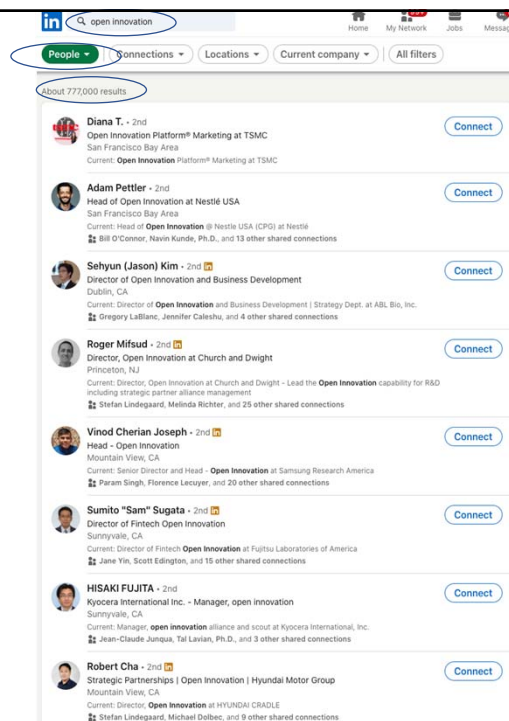 in open innovation
Home My Network Jobs Messag
People Connections Locations Current company All filters
About 777,000 results
Diana T. • 2nd
Open Innovation Platform® Marketing at TSMC
San Francisco Bay Area
Current: Open Innovation Platform® Marketing at TSMC
Connect
Adam Pettler • 2nd
Head of Open Innovation at Nestlé USA
San Francisco Bay Area
Current: Head of Open Innovation @ Nestle USA (CPG) at Nestlé
Bill O'Connor, Navin Kunde, Ph.D., and 13 other shared connections
Connect
Sehyun (Jason) Kim • 2nd in
Director of Open Innovation and Business Development
Dublin, CA
Current: Director of Open Innovation and Business Development | Strategy Dept. at ABL Bio, Inc.
Gregory LaBlanc, Jennifer Caleshu, and 4 other shared connections
Connect
Roger Mifsud • 2nd in
Director, Open Innovation at Church and Dwight
Princeton, NJ
Current: Director, Open Innovation at Church and Dwight - Lead the Open Innovation capability for R&D
including strategic partner alliance management
Stefan Lindegaard, Melinda Richter, and 25 other shared connections
Connect
Vinod Cherian Joseph • 2nd in
Head - Open Innovation
Mountain View, CA
Current: Senior Director and Head - Open Innovation at Samsung Research America
Param Singh, Florence Lecuyer, and 20 other shared connections
Connect
Sumito "Sam" Sugata • 2nd in
Director of Fintech Open Innovation
Sunnyvale, CA
Current: Director of Fintech Open Innovation at Fujitsu Laboratories of America
Jane Yin, Scott Edington, and 15 other shared connections
Connect
HISAKI FUJITA • 2nd
Kyocera International Inc. - Manager, open innovation
Sunnyvale, CA
Current: Manager, open innovation alliance and scout at Kyocera International, Inc.
Jean-Claude Junqua, Tal Lavian, Ph.D., and 3 other shared connections
Connect
Robert Cha • 2nd in
Strategic Partnerships | Open Innovation | Hyundai Motor Group
Mountain View, CA
Current: Director, Open Innovation at HYUNDAI CRADLE
Stefan Lindegaard, Michael Dolbec, and 9 other shared connections
Connect